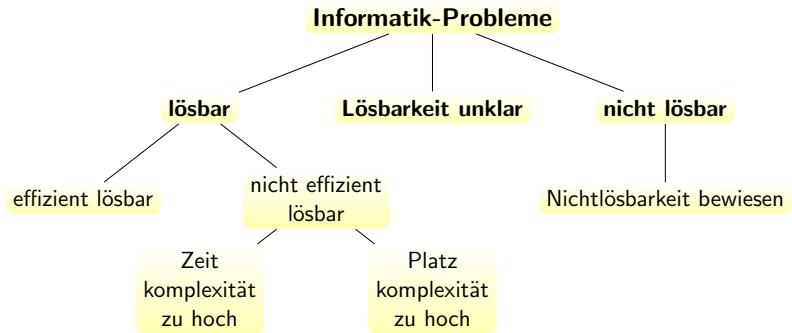 Informatik-Probleme
lösbar
Lösbarkeit unklar
nicht lösbar
effizient lösbar
nicht effizient
lösbar
Nichtlösbarkeit bewiesen
Zeit
komplexität
zu hoch
Platz
komplexität
zu hoch